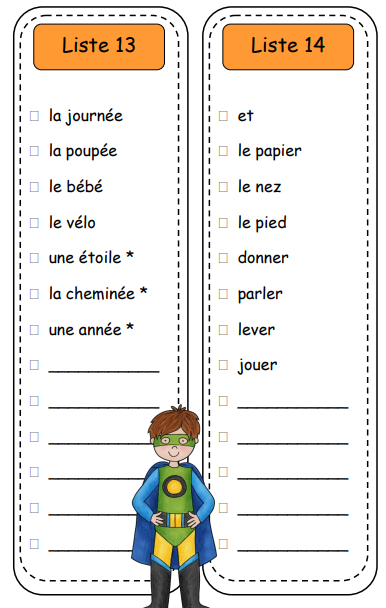 Liste 13
la journée
la poupée
le bébé
le vélo
une étoile *
la cheminée *
une année *
Liste 14
et
le papier
le nez
le pied
donner
parler
lever
jouer